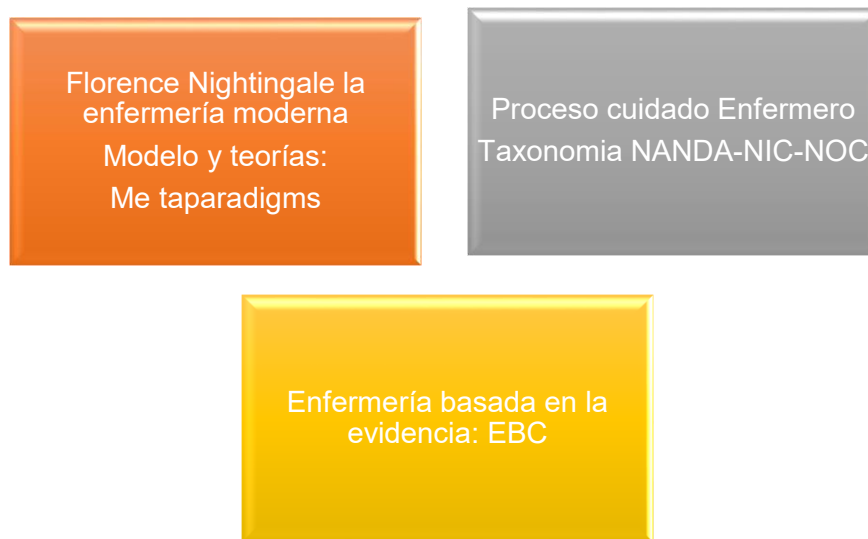 Florence Nightingale la
enfermería moderna
Modelo y teorías:
Me taparadigms
Proceso cuidado Enfermero
Taxonomia NANDA-NIC-NOC
Enfermería basada en la
evidencia: EBC